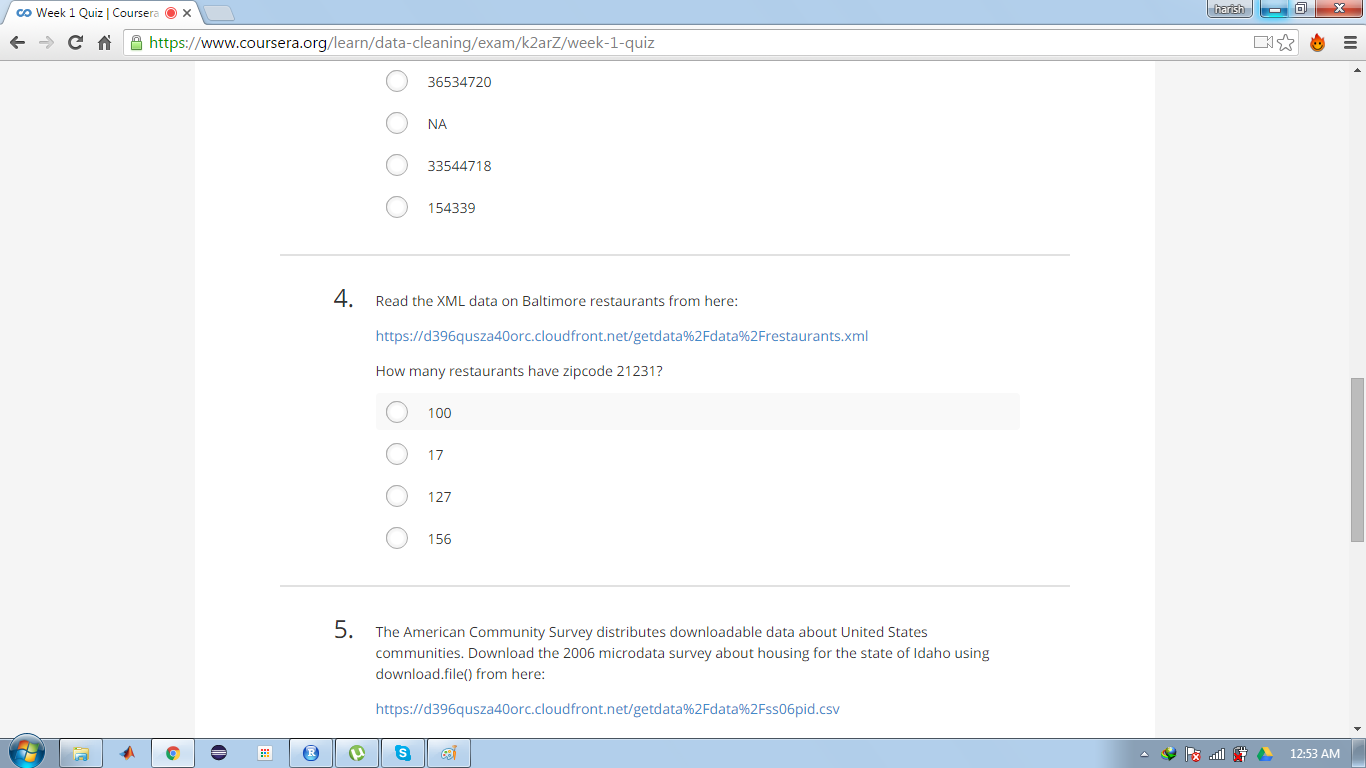 Week 1 Quiz | Coursera
harish
https://www.coursera.org/learn/data-cleaning/exam/k2arZ/week-1-quiz
36534720
NA
33544718
154339
4. Read the XML data on Baltimore restaurants from here:
https://d396qusza40orc.cloudfront.net/getdata%2Fdata%2Frestaurants.xml
How many restaurants have zipcode 21231?
100
17
127
156
5. The American Community Survey distributes downloadable data about United States
communities. Download the 2006 microdata survey about housing for the state of Idaho using
download.file() from here:
https://d396qusza40orc.cloudfront.net/getdata%2Fdata%2Fss06pid.csv
12:53 AM